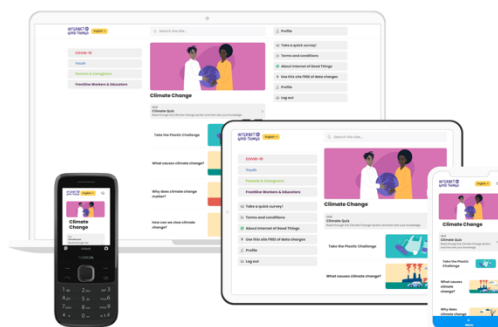 INTERNET OF
GOOD THINGS
English
Search the site...
Profile
COVID-19
Youth
Parents & Caregivers
Frontline Workers & Educators
Take a quick survey!
Terms and conditions
About Internet of Good Things
Use this site FREE of data charges
Profile
Log out
Climate Change
Climate Quiz
Take the Plastic Challenge
What causes climate change?
Why does climate change
matter?
How can we slow climate
change?
INTERNET OF
GOOD THINGS
English
Search the site...
COVID-19
Youth
Parents & Caregivers
Frontline Workers & Educators
Take a quick survey!
Terms and conditions
About Internet of Good Things
Use this site FREE of data charges
Profile
Log out
Climate Change
Climate Quiz
Take the Plastic Challenge
What causes climate change?
Climate
Change
NOKIA
Climate Change
Climate Quiz
Take the Plastic
Challenge
What causes
climate
change?
Why does
climate change